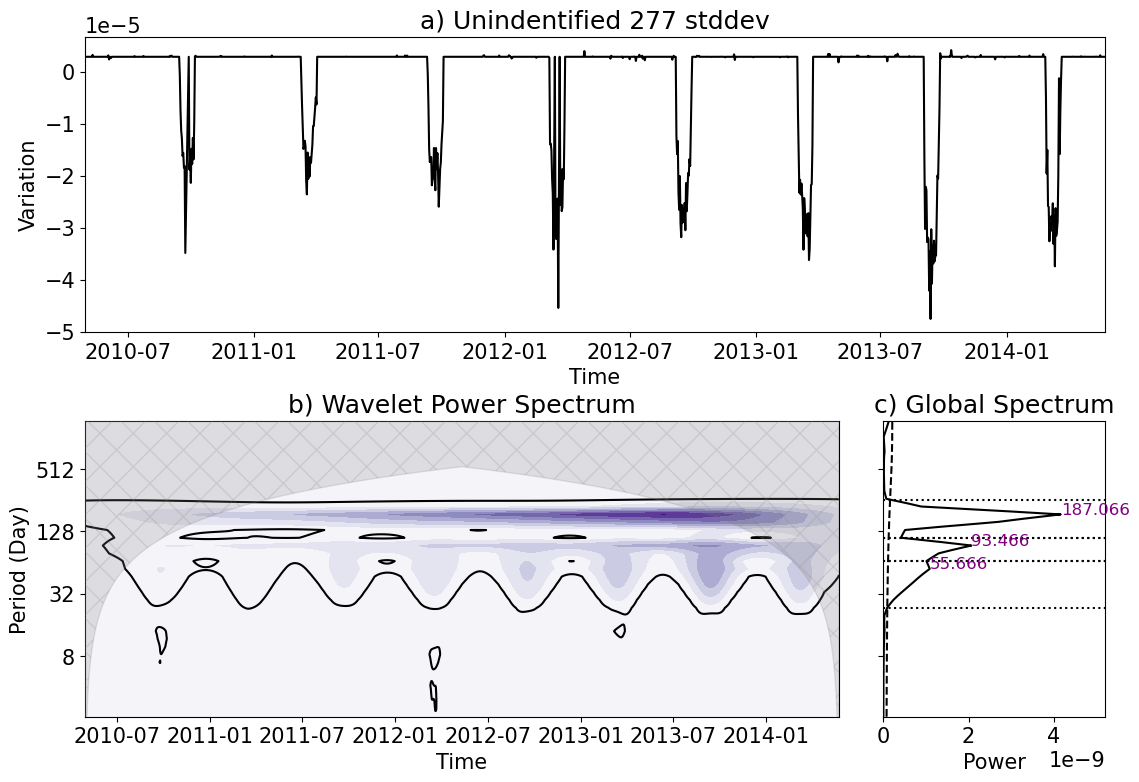 a) Unindentified 277 stddev
1e−5
0
−1
−2
−3
−4
−5
Variation
2010-07 2011-01 2011-07 2012-01 2012-07 2013-01 2013-07 2014-01
Time
b) Wavelet Power Spectrum
c) Global Spectrum
512
128
32
8
Period (Day)
187.066
93.466
55.666
2010-07 2011-01 2011-07 2012-01 2012-07 2013-01 2013-07 2014-01
Time
0 2 4
Power 1e−9